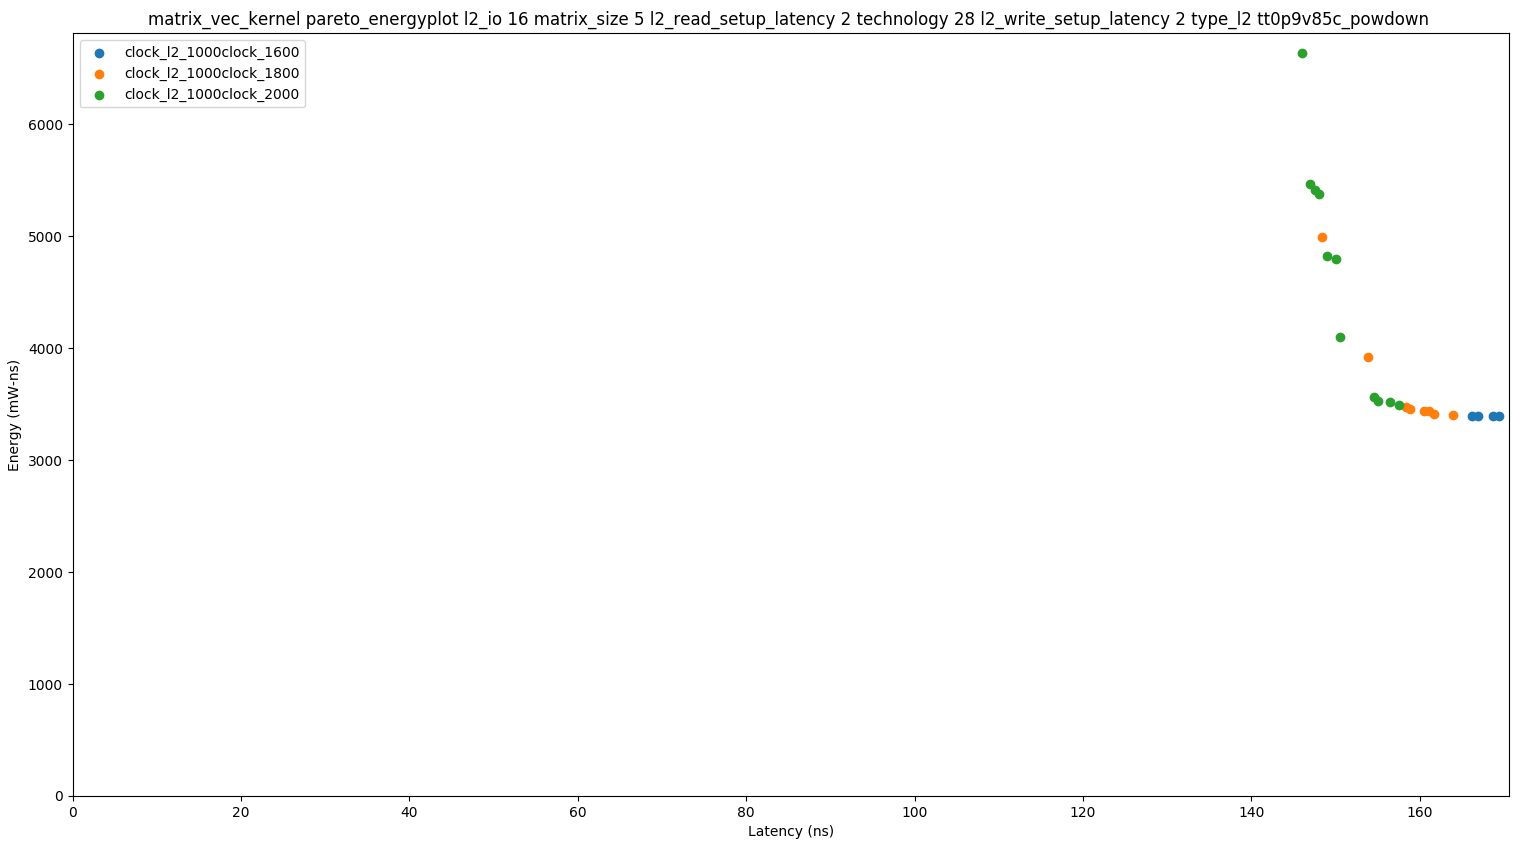 matrix_vec_kernel pareto_energyplot l2_io 16 matrix_size 5 l2_read_setup_latency 2 technology 28 l2_write_setup_latency 2 type_l2 tt0p9v85c_powdown
clock_l2_1000clock_1600
clock_l2_1000clock_1800
clock_l2_1000clock_2000
6000
5000
4000
3000
2000
1000
0
Energy (mW-ns)
0 20 40 60 80 100 120 140 160
Latency (ns)